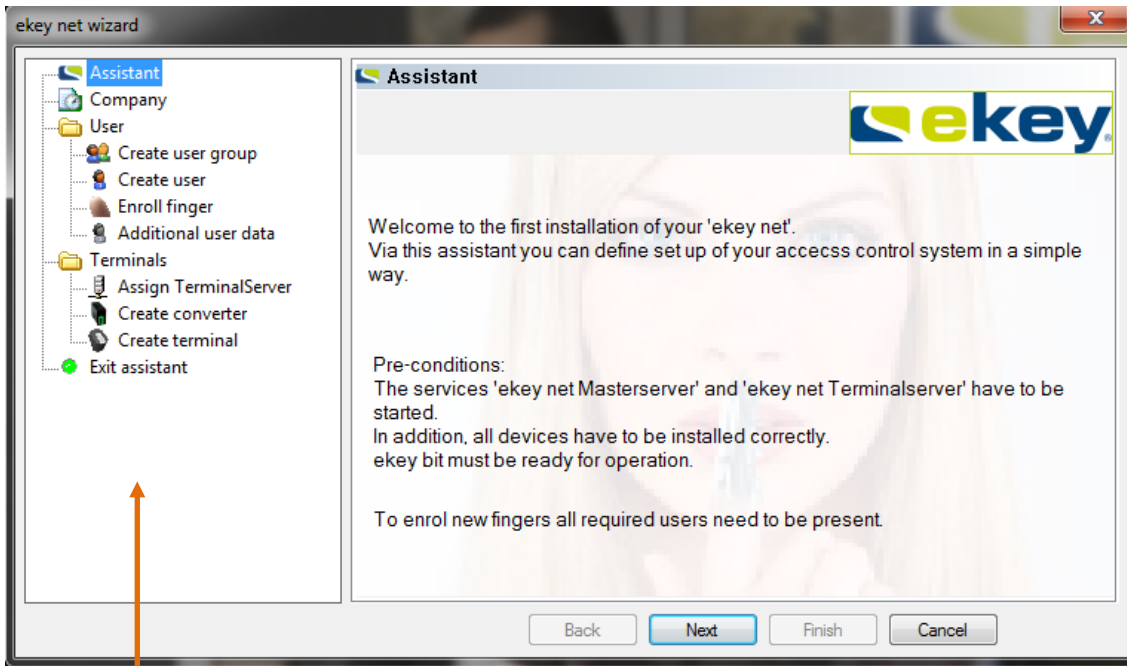 ekey net wizard
x
Assistant
Company
User
Create user group
Create user
Enroll finger
Additional user data
Terminals
Assign TerminalServer
Create converter
Create terminal
Exit assistant
Assistant
ekey®
Welcome to the first installation of your 'ekey net'.
Via this assistant you can define set up of your accecss control system in a simple
way.
Pre-conditions:
The services 'ekey net Masterserver' and 'ekey net Terminalserver' have to be
started.
In addition, all devices have to be installed correctly.
ekey bit must be ready for operation.
To enrol new fingers all required users need to be present.
Back
Next
Finish
Cancel